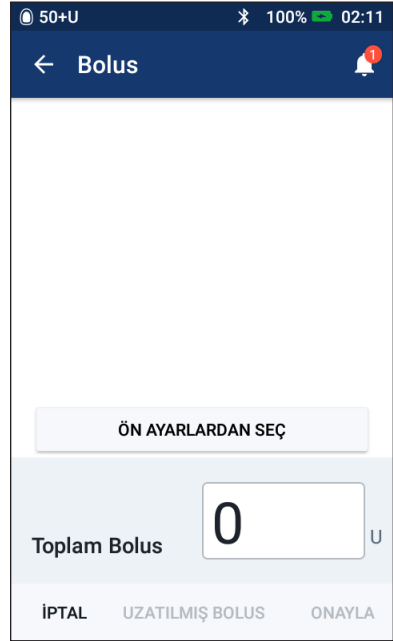 50+U 100% 02:11
Bolus 1
ÖN AYARLARDAN SEÇ
Toplam Bolus 0 U
İPTAL UZATILMIŞ BOLUS ONAYLA